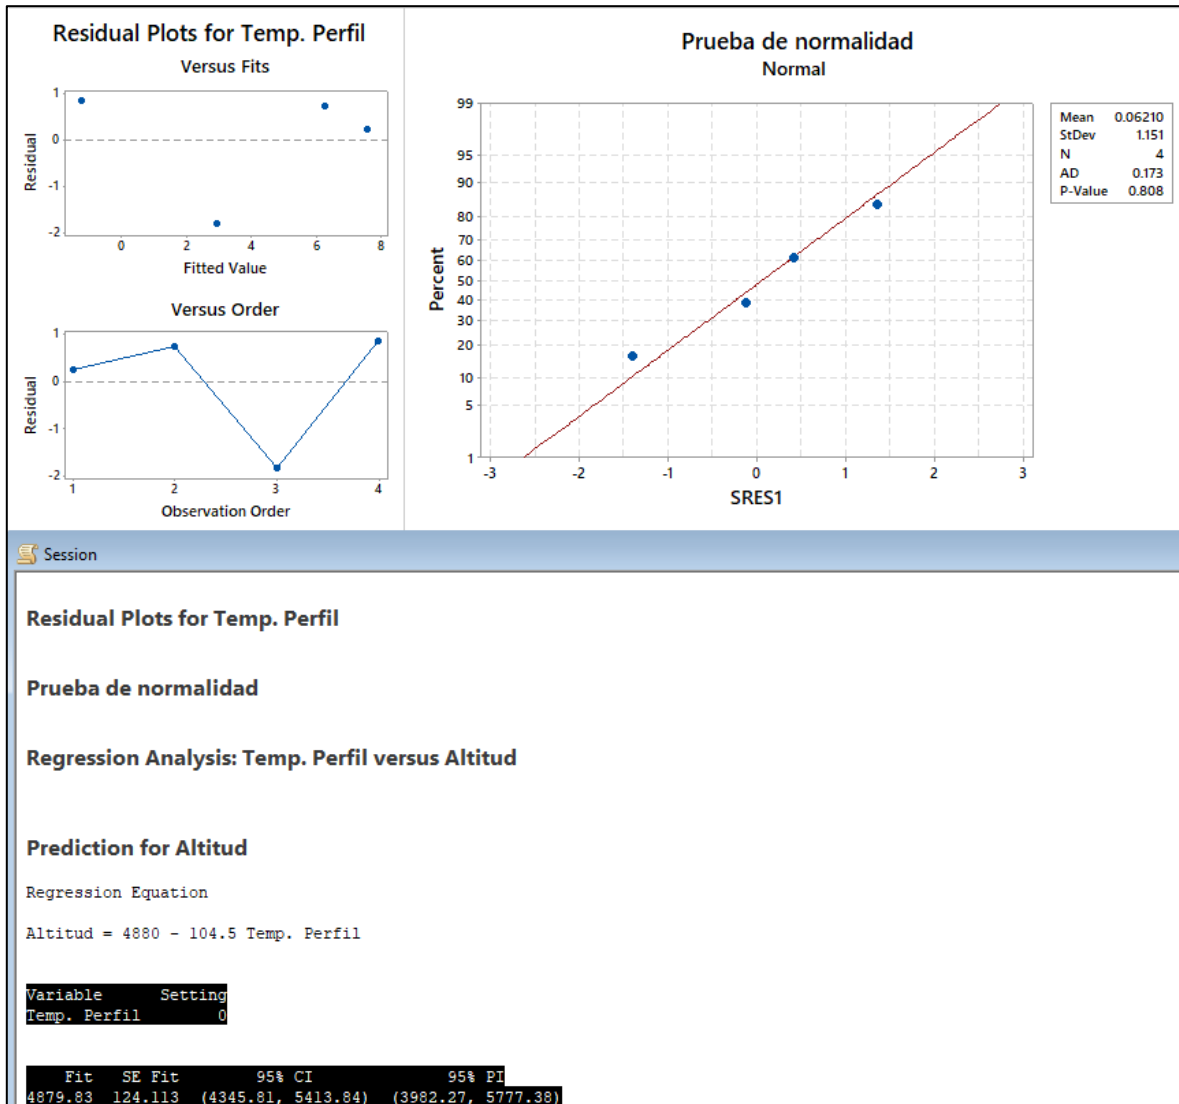 Residual Plots for Temp. Perfil
Versus Fits
1
0
-1
-2
Residual
0 2 4 6 8
Fitted Value
Versus Order
1
0
-1
-2
Residual
1 2 3 4
Observation Order
Prueba de normalidad
Normal
99
95
90
80
70
60
50
40
30
20
10
5
1
Percent
-3 -2 -1 0 1 2 3
SRES1
Mean 0.06210
StDev 1.151
N 4
AD 0.173
P-Value 0.808
Session
Residual Plots for Temp. Perfil
Prueba de normalidad
Regression Analysis: Temp. Perfil versus Altitud
Prediction for Altitud
Regression Equation
Altitud = 4880 - 104.5 Temp. Perfil
Variable Setting
Temp. Perfil 0
Fit SE Fit 95% CI 95% PI
4879.83 124.113 (4345.81, 5413.84) (3982.27, 5777.38)